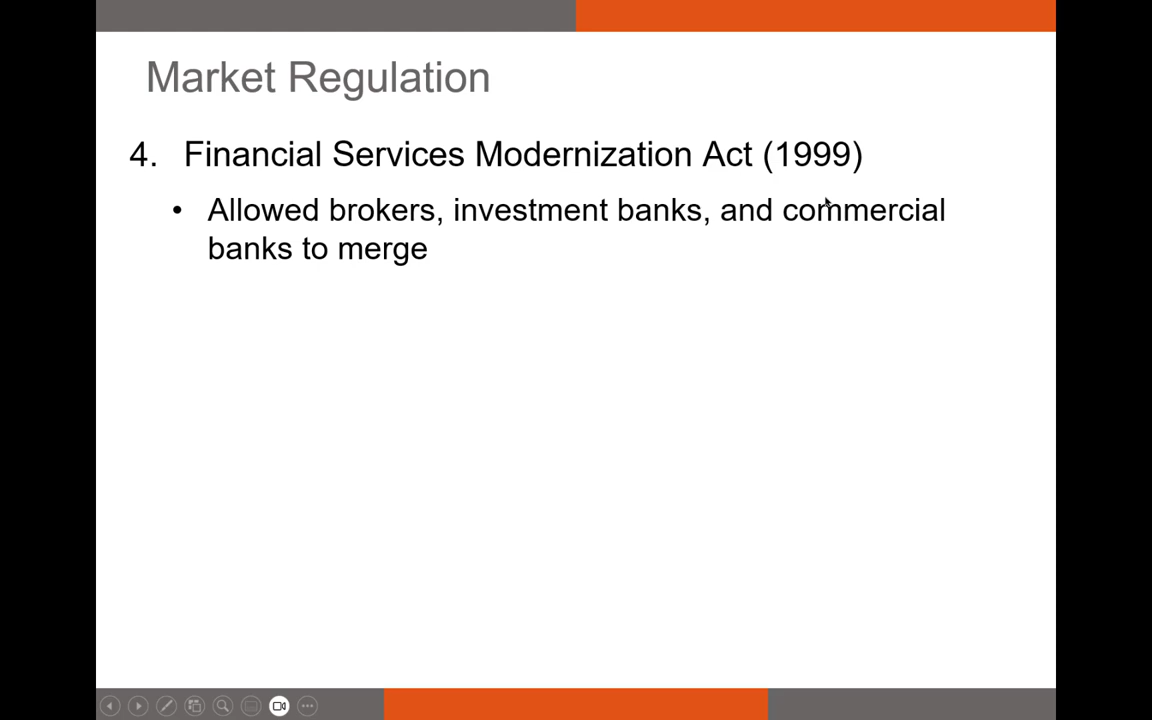 Market Regulation
4. Financial Services Modernization Act (1999)
• Allowed brokers, investment banks, and commercial
banks to merge